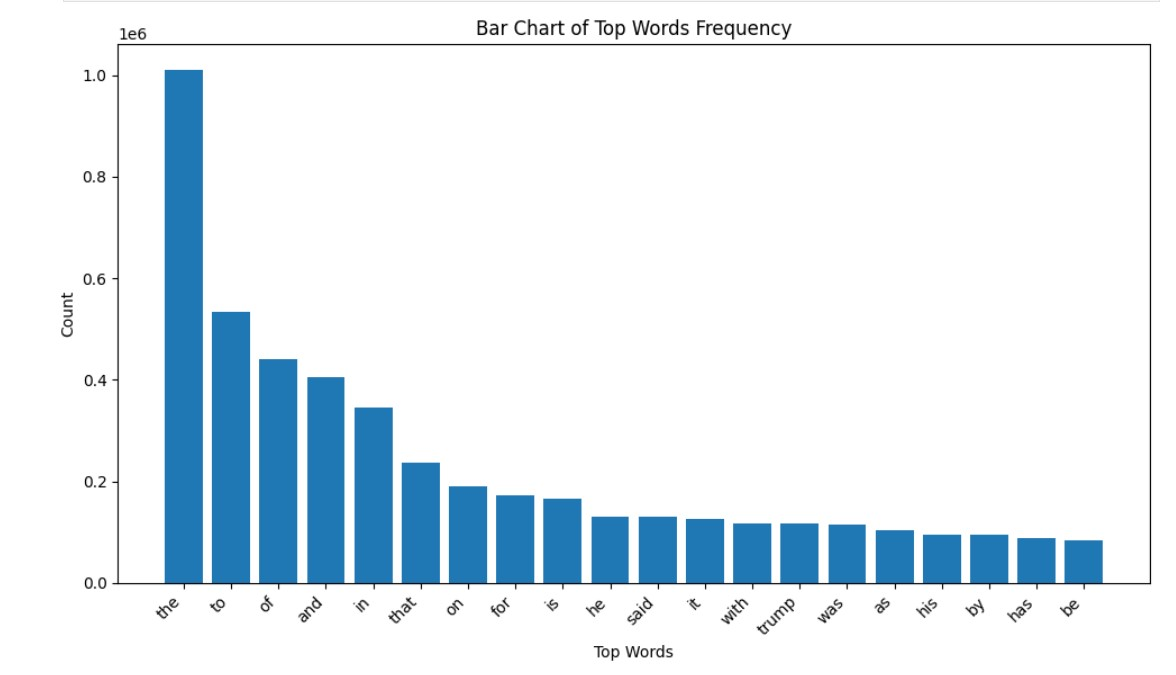 Bar Chart of Top Words Frequency
1e6
1.0
0.8
0.6
0.4
0.2
0.0
Count
the to of and in that on for is he said it with trump was as his by has be
Top Words